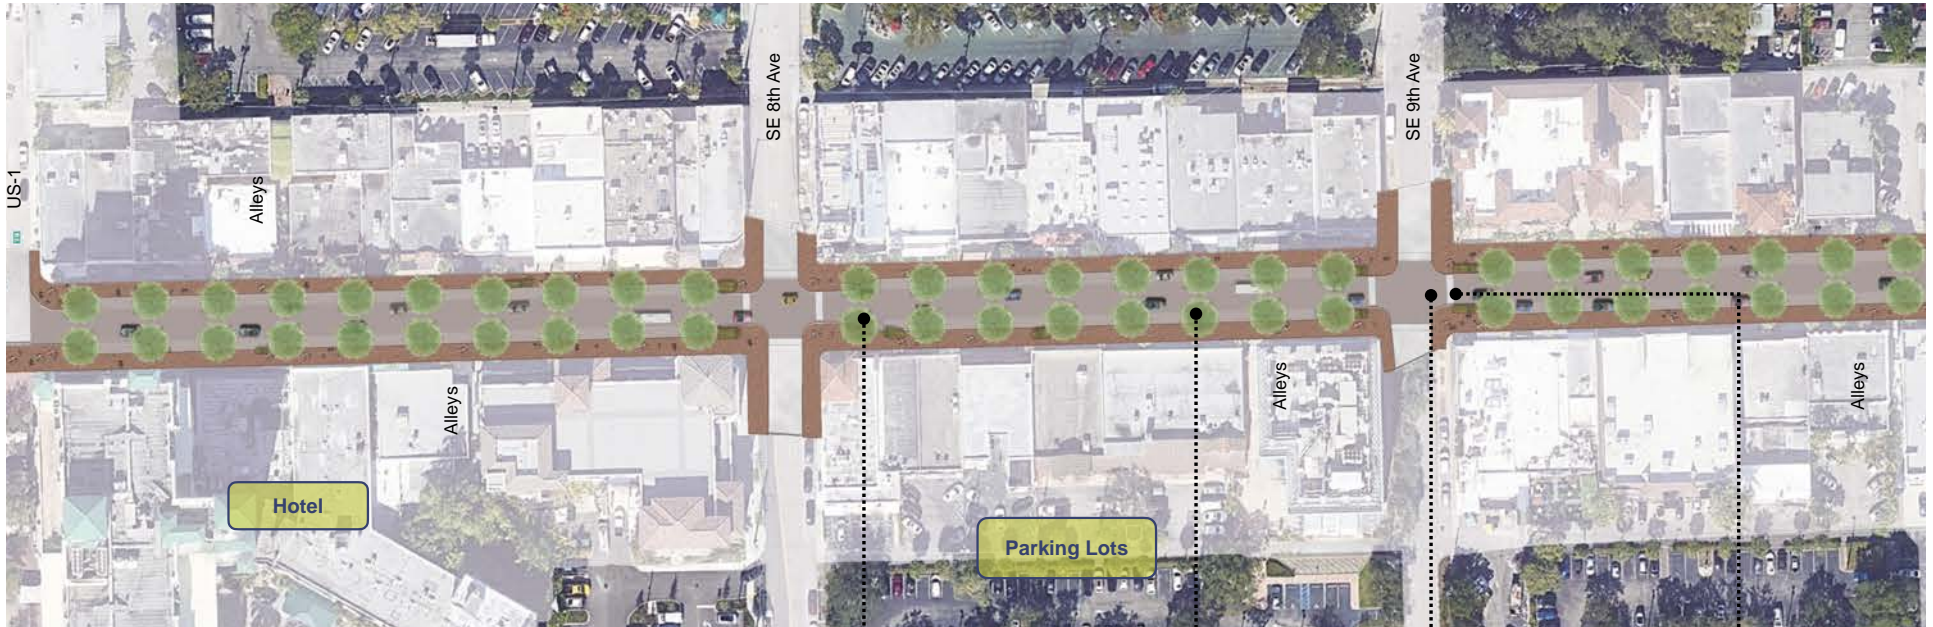 US-1
Alleys
SE 8th Ave
SE 9th Ave
Alleys
Alleys
Alleys
Hotel
Parking Lots